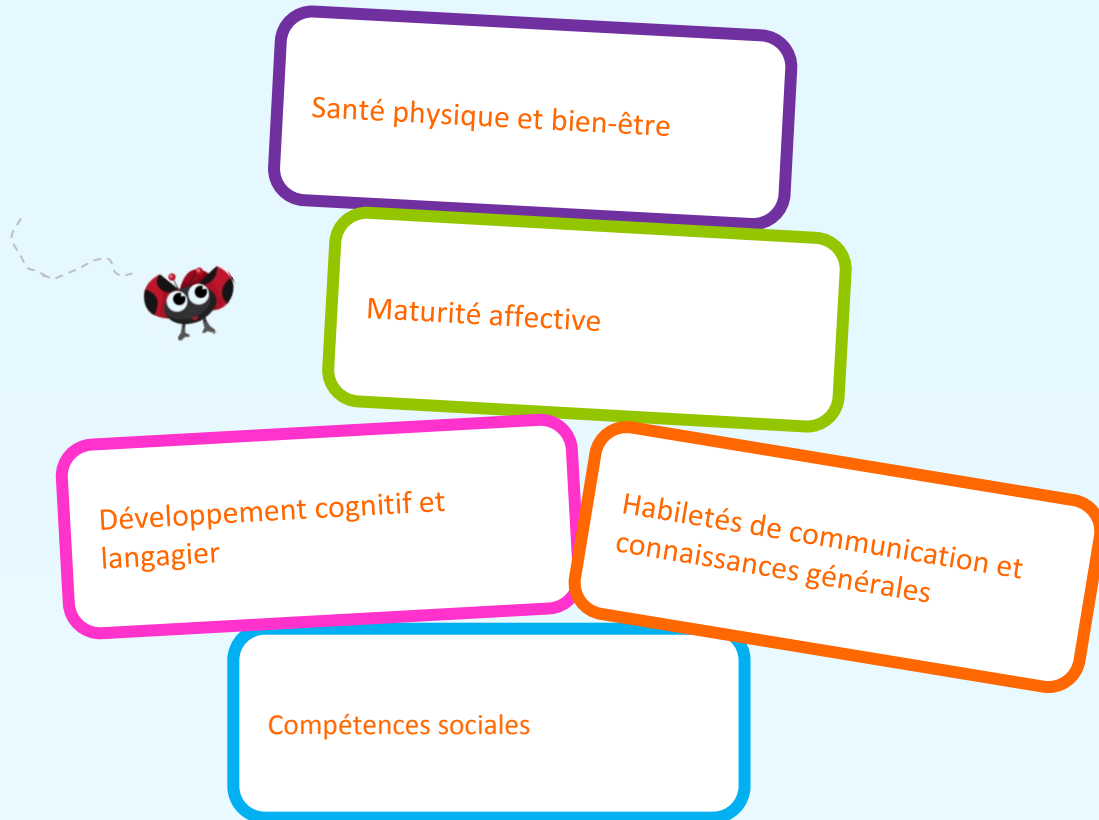 Santé physique et bien-être
Maturité affective
Développement cognitif et
langagier
Habiletés de communication et
connaissances générales
Compétences sociales